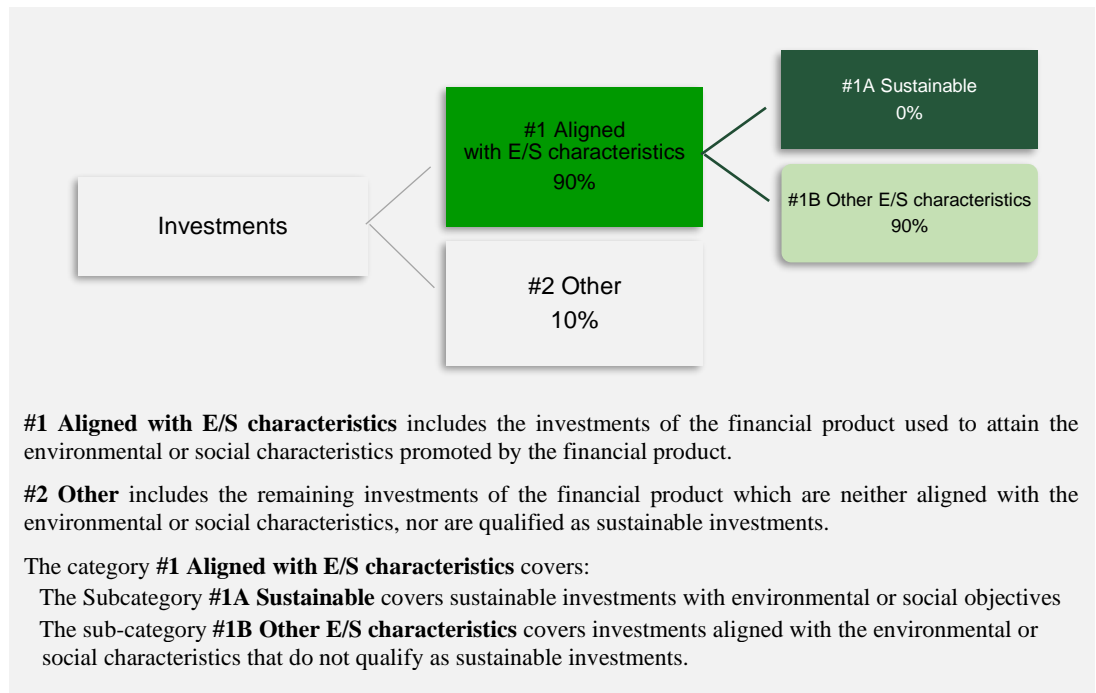 #1A Sustainable
0%
#1 Aligned
with E/S characteristics
90%
#1B Other E/S characteristics
90%
Investments
#2 Other
10%
#1 Aligned with E/S characteristics includes the investments of the financial product used to attain the
environmental or social characteristics promoted by the financial product.
#2 Other includes the remaining investments of the financial product which are neither aligned with the
environmental or social characteristics, nor are qualified as sustainable investments.
The category #1 Aligned with E/S characteristics covers:
The Subcategory #1A Sustainable covers sustainable investments with environmental or social objectives
The sub-category #1B Other E/S characteristics covers investments aligned with the environmental or
social characteristics that do not qualify as sustainable investments.